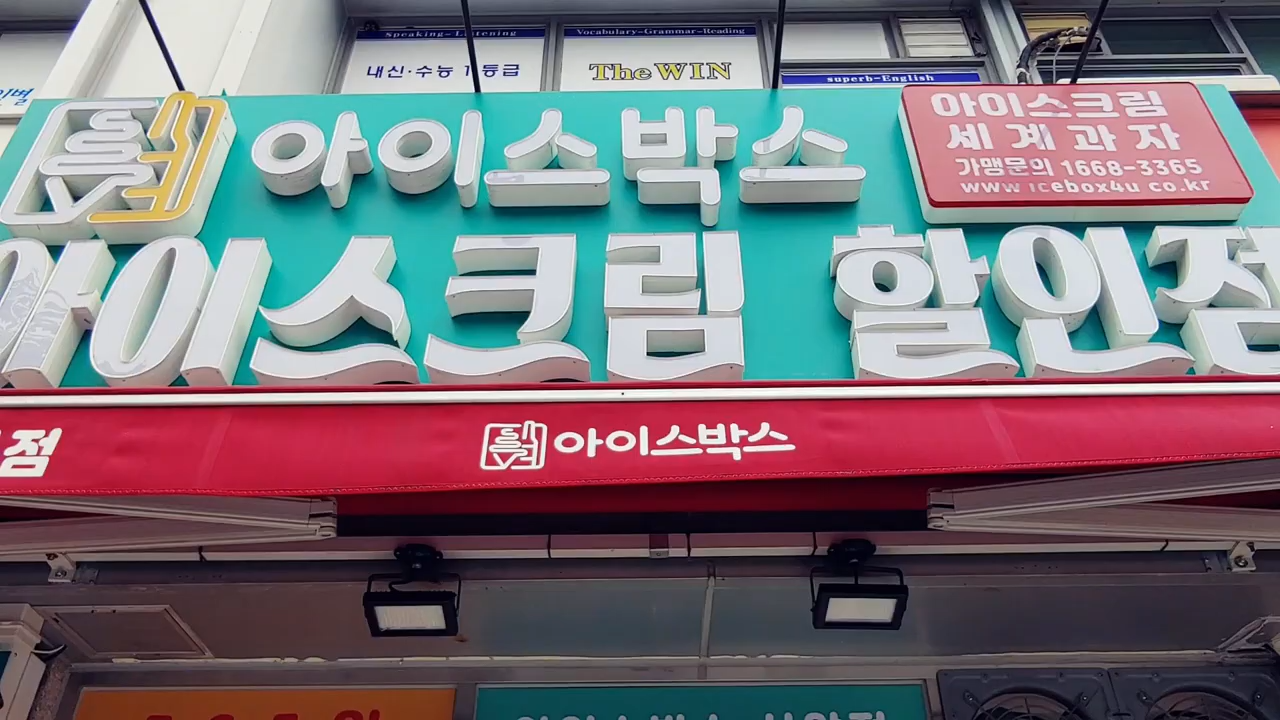 Speaking-Listening
내신·수능 1등급
Vocabulary-Grammar-Reading
The WIN
superb-English
아이스박스
아이스크림
세계과자
가맹문의 1668-3365
www icebox4u co.kr
아이스크림 할인점
점
아이스박스